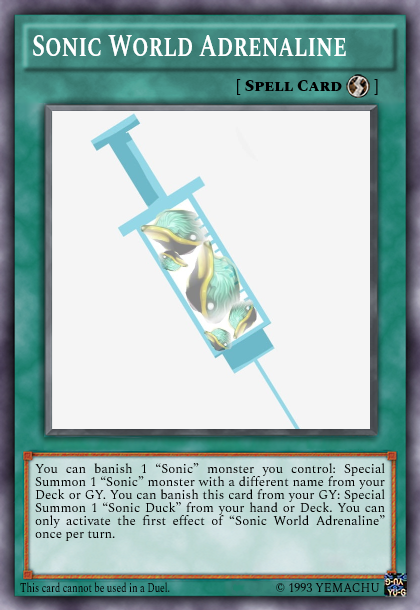 SONIC WORLD ADRENALINE
[ SPELL CARD ]
You can banish 1 “Sonic” monster you control: Special
Summon 1 “Sonic” monster with a different name from your
Deck or GY. You can banish this card from your GY: Special
Summon 1 “Sonic Duck” from your hand or Deck. You can
only activate the first effect of “Sonic World Adrenaline”
once per turn.
This card cannot be used in a Duel.
© 1993 YEMACHU